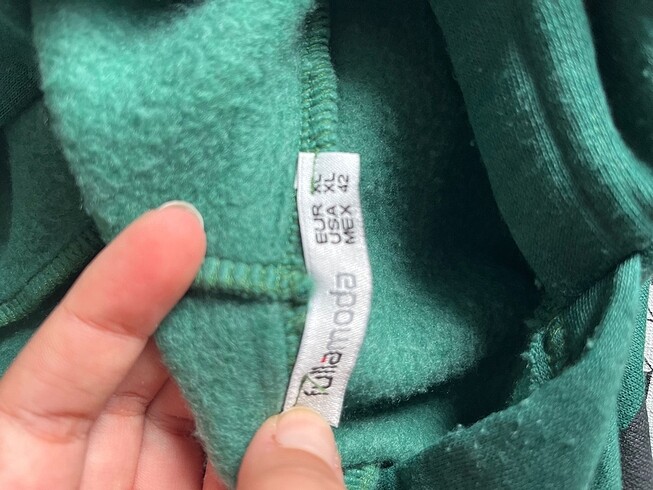 fullamoda
EUR XL
USA XL
MEX 42